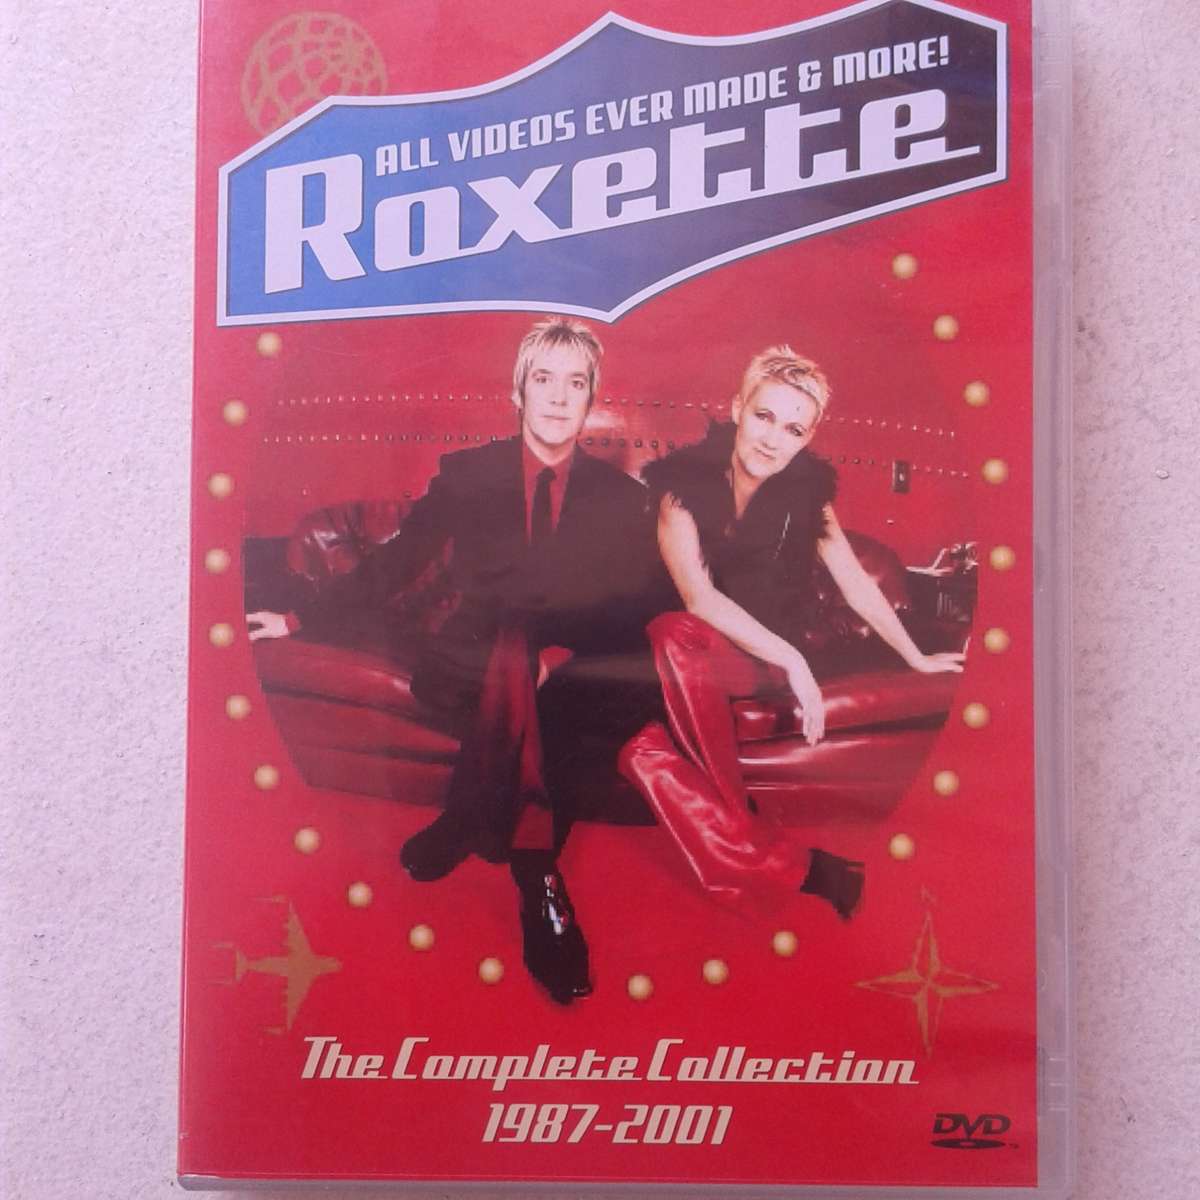 ALL VIDEOS EVER MADE & MORE!
Roxette
The Complete Collection
1987-2001
DVD